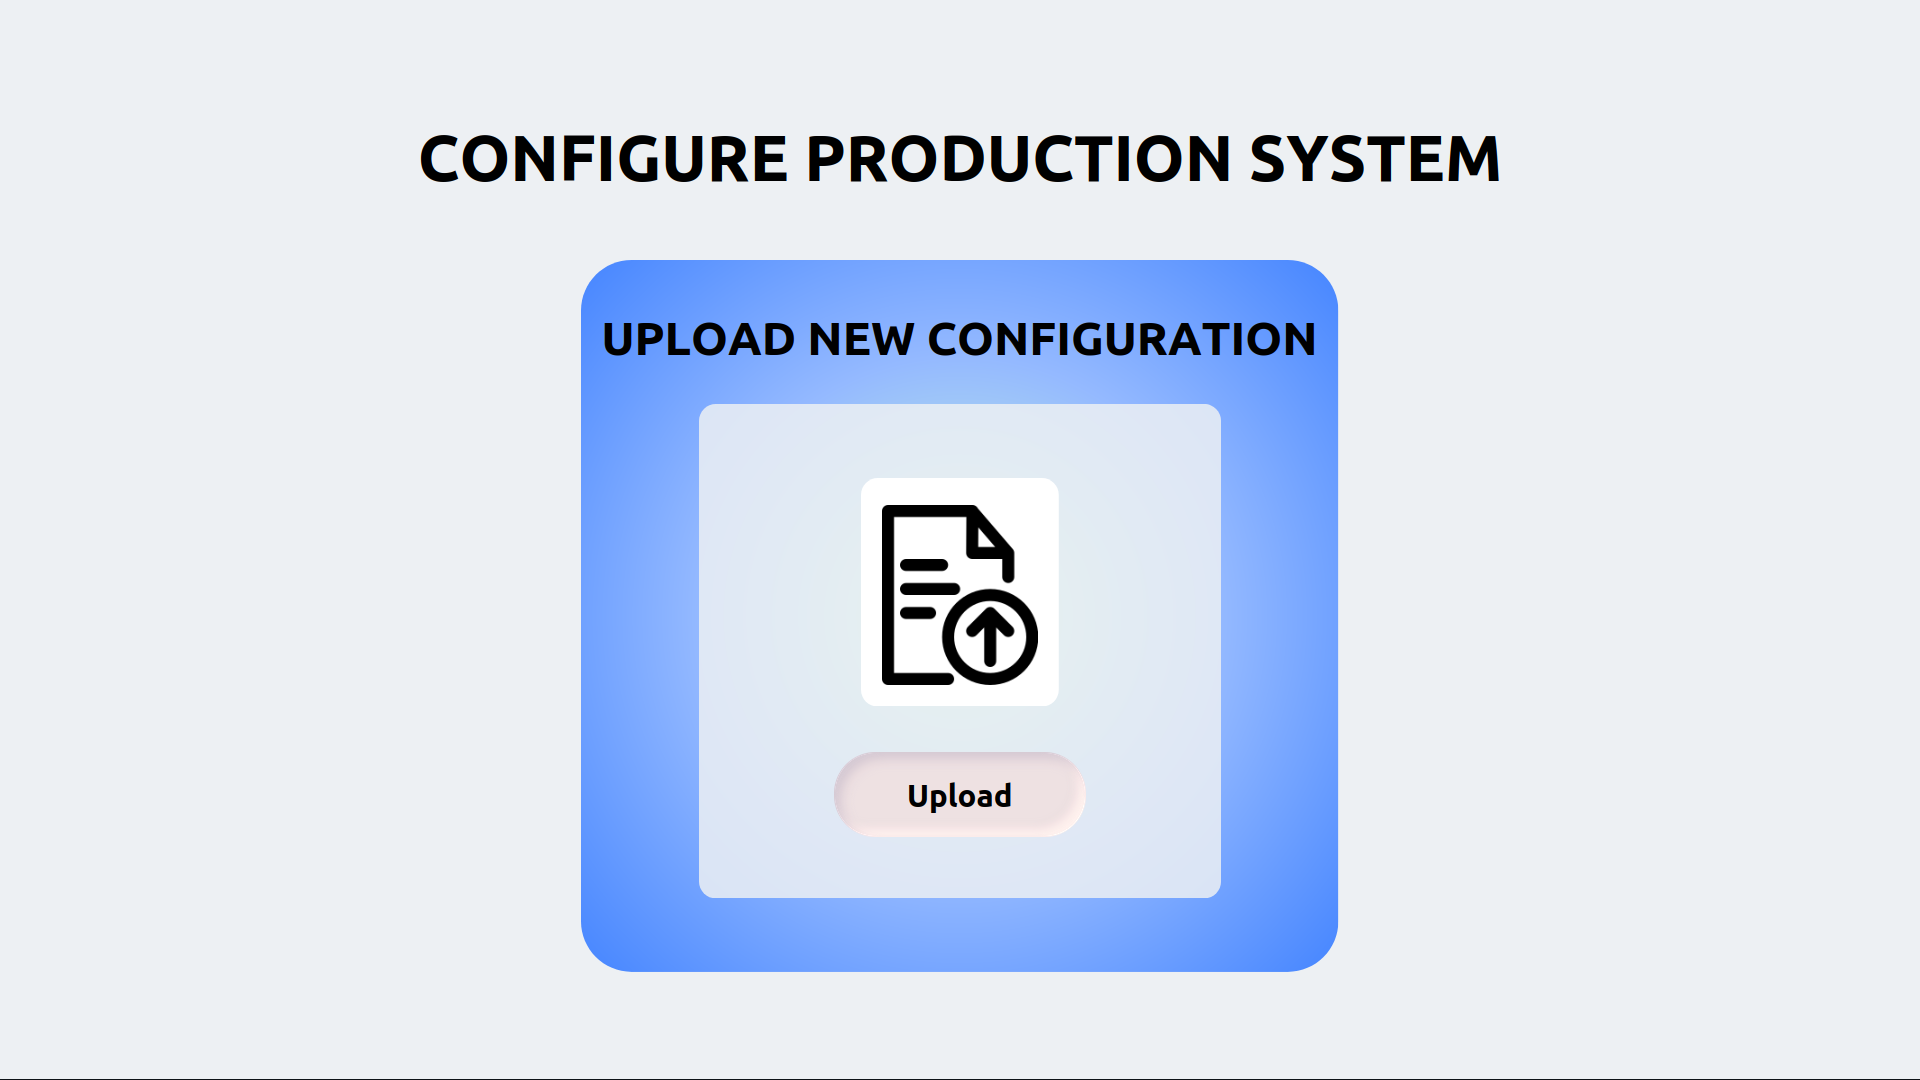 CONFIGURE PRODUCTION SYSTEM
UPLOAD NEW CONFIGURATION
Upload